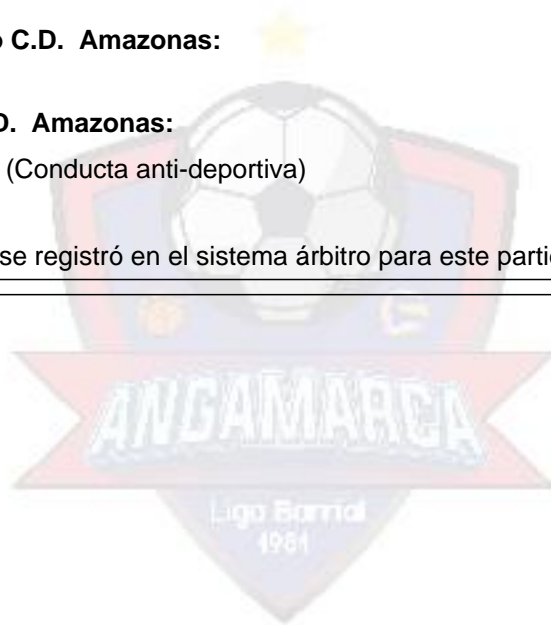 o C.D. Amazonas:
D. Amazonas:
(Conducta anti-deportiva)
se registró en el sistema árbitro para este parti
ANGAMARCA
Liga Barrial
1981